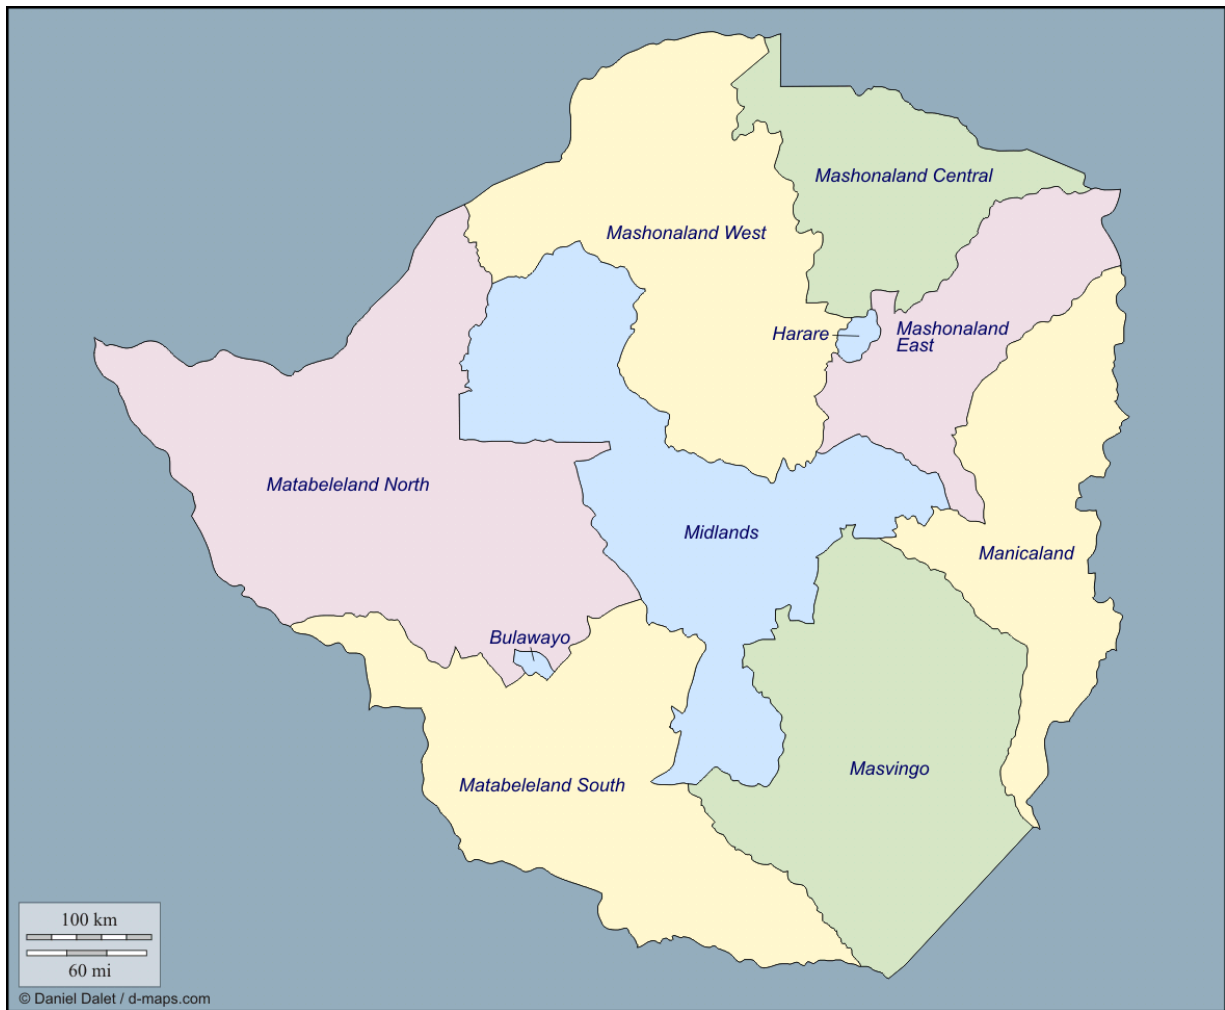 Mashonaland Central
Mashonaland West
Harare
Mashonaland
East
Matabeleland North
Midlands
Manicaland
Bulawayo
Masvingo
Matabeleland South
100 km
60 mi
© Daniel Dalet / d-maps.com